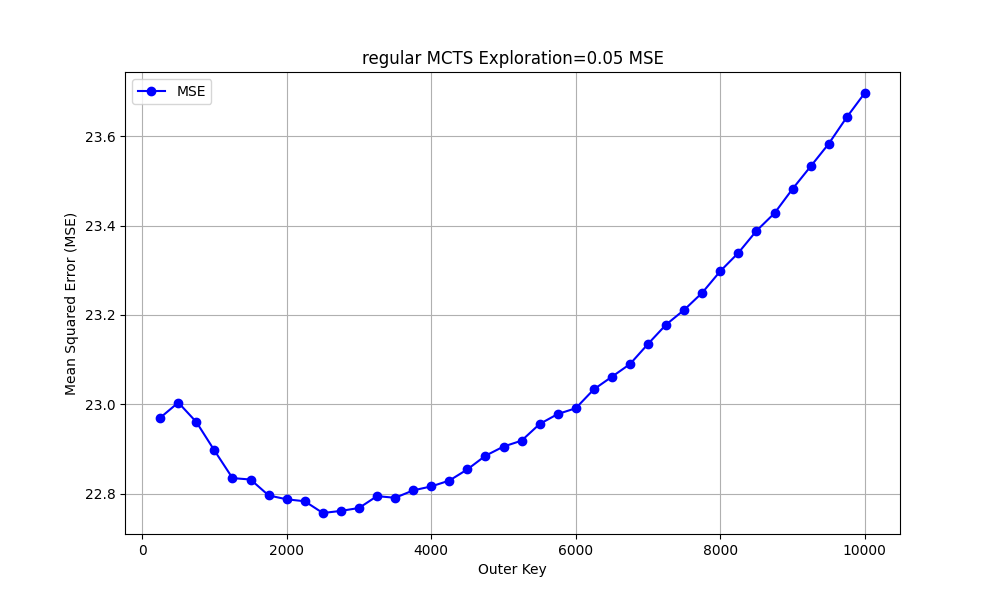 regular MCTS Exploration=0.05 MSE
MSE
Mean Squared Error (MSE)
23.6
23.4
23.2
23.0
22.8
0 2000 4000 6000 8000 10000
Outer Key